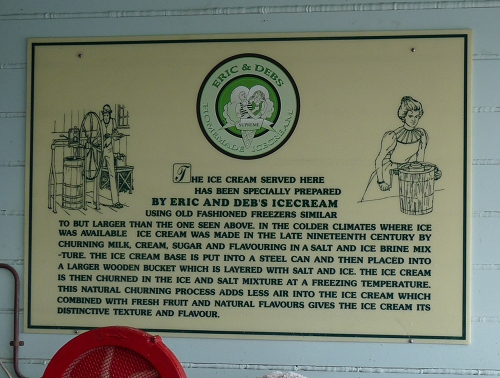 ERIC & DEBS
SUPREME
HOMEMADE ICECREAM
THE ICE CREAM SERVED HERE
HAS BEEN SPECIALLY PREPARED
BY ERIC AND DEB'S ICECREAM
USING OLD FASHIONED FREEZERS SIMILAR
TO BUT LARGER THAN THE ONE SEEN ABOVE. IN THE COLDER CLIMATES WHERE ICE
WAS AVAILABLE ICE CREAM WAS MADE IN THE LATE NINETEENTH CENTURY BY
CHURNING MILK, CREAM, SUGAR AND FLAVOURING IN A SALT AND ICE BRINE MIX
-TURE. THE ICE CREAM BASE IS PUT INTO A STEEL CAN AND THEN PLACED INTO
A LARGER WOODEN BUCKET WHICH IS LAYERED WITH SALT AND ICE. THE ICE CREAM
IS THEN CHURNED IN THE ICE AND SALT MIXTURE AT A FREEZING TEMPERATURE.
THIS NATURAL CHURNING PROCESS ADDS LESS AIR INTO THE ICE CREAM WHICH
COMBINED WITH FRESH FRUIT AND NATURAL FLAVOURS GIVES THE ICE CREAM ITS
DISTINCTIVE TEXTURE AND FLAVOUR.